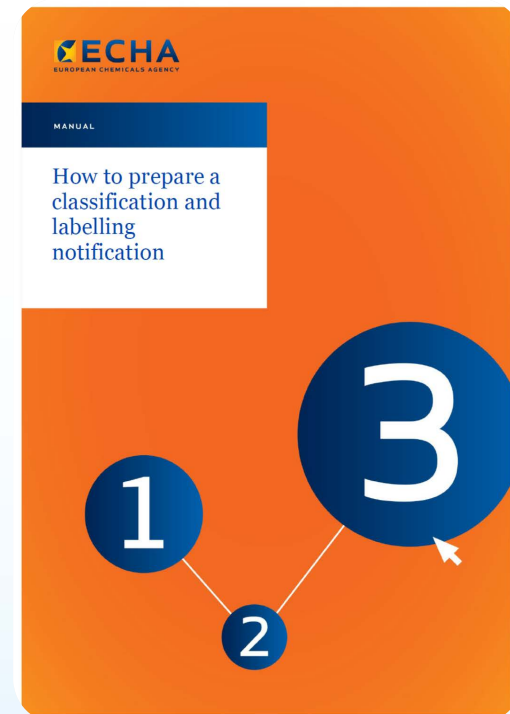 ECHA
EUROPEAN CHEMICALS AGENCY
MANUAL
How to prepare a
classification and
labelling
notification
1
2
3